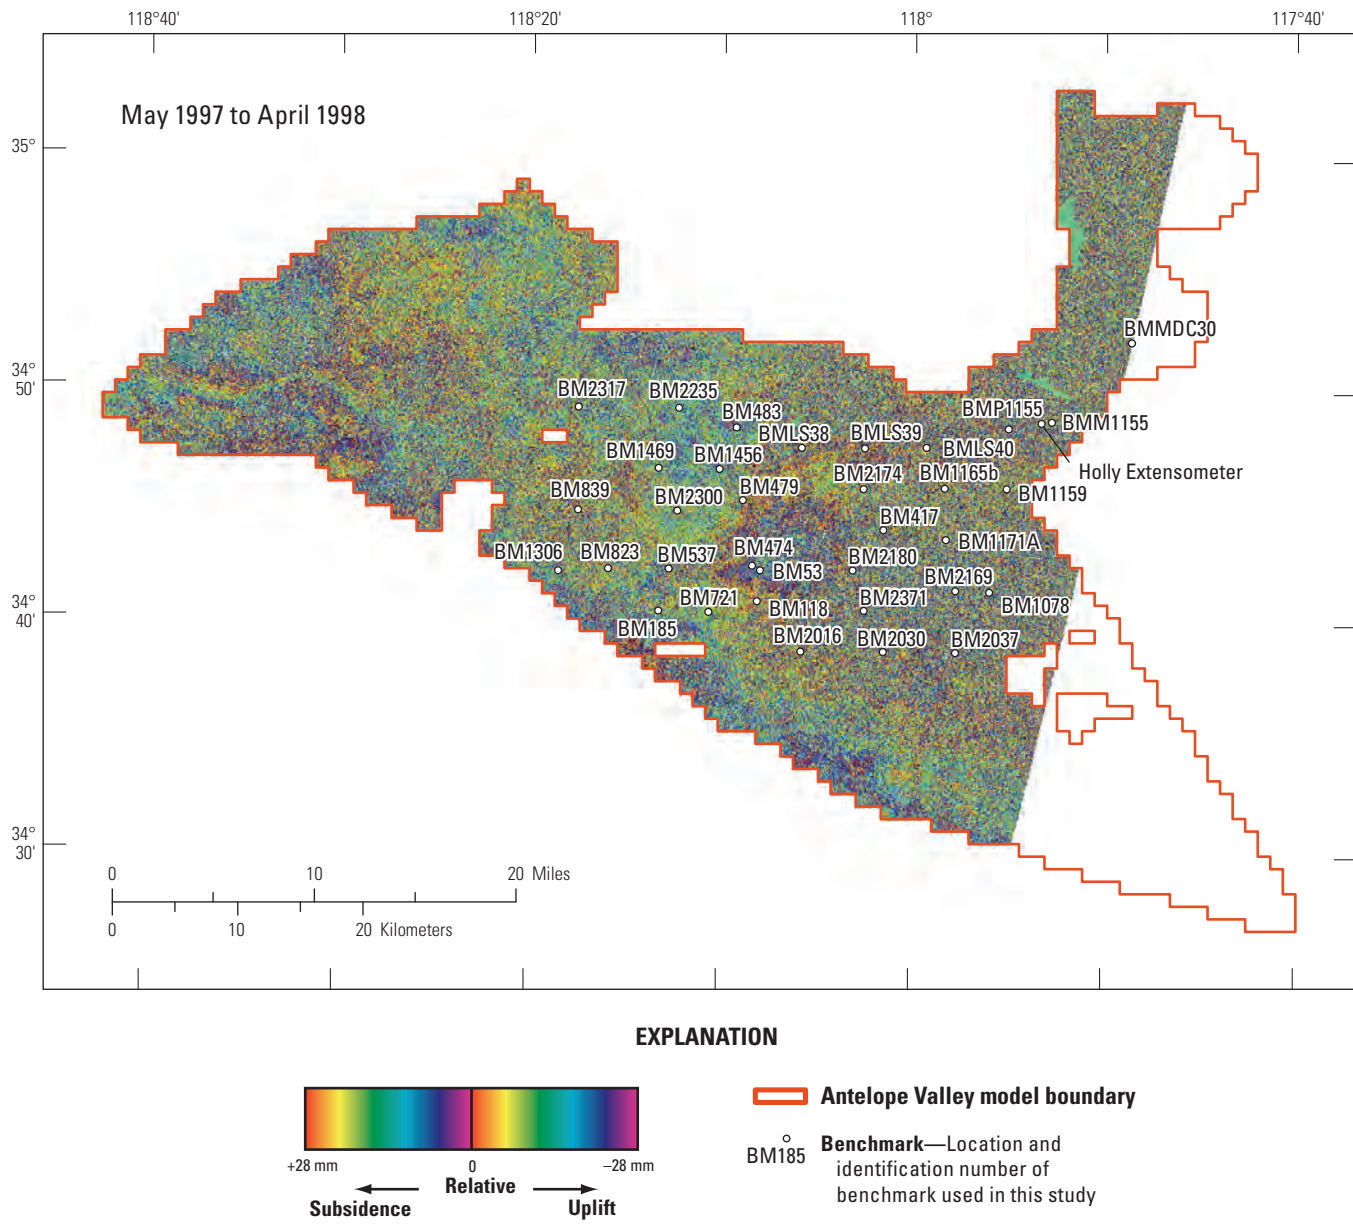 118°40'
118°20'
118°
117°40'
May 1997 to April 1998
35°
34°
50'
34°
40'
34°
30'
BMMDC30
BM2317
BM2235
BM483
BMP1155
BMM1155
BMLS38
BMLS39
BMLS40
Holly Extensometer
BM1469
BM1456
BM2174
BM1165b
BM1159
BM839
BM2300
BM479
BM417
BM1171A
BM1306
BM823
BM537
BM474
BM53
BM2180
BM2169
BM1078
BM721
BM118
BM2371
BM185
BM2016
BM2030
BM2037
0 10 20 Miles
0 10 20 Kilometers
EXPLANATION
+28 mm 0 –28 mm
Relative
Subsidence Uplift
Antelope Valley model boundary
BM185
Benchmark—Location and
identification number of
benchmark used in this study